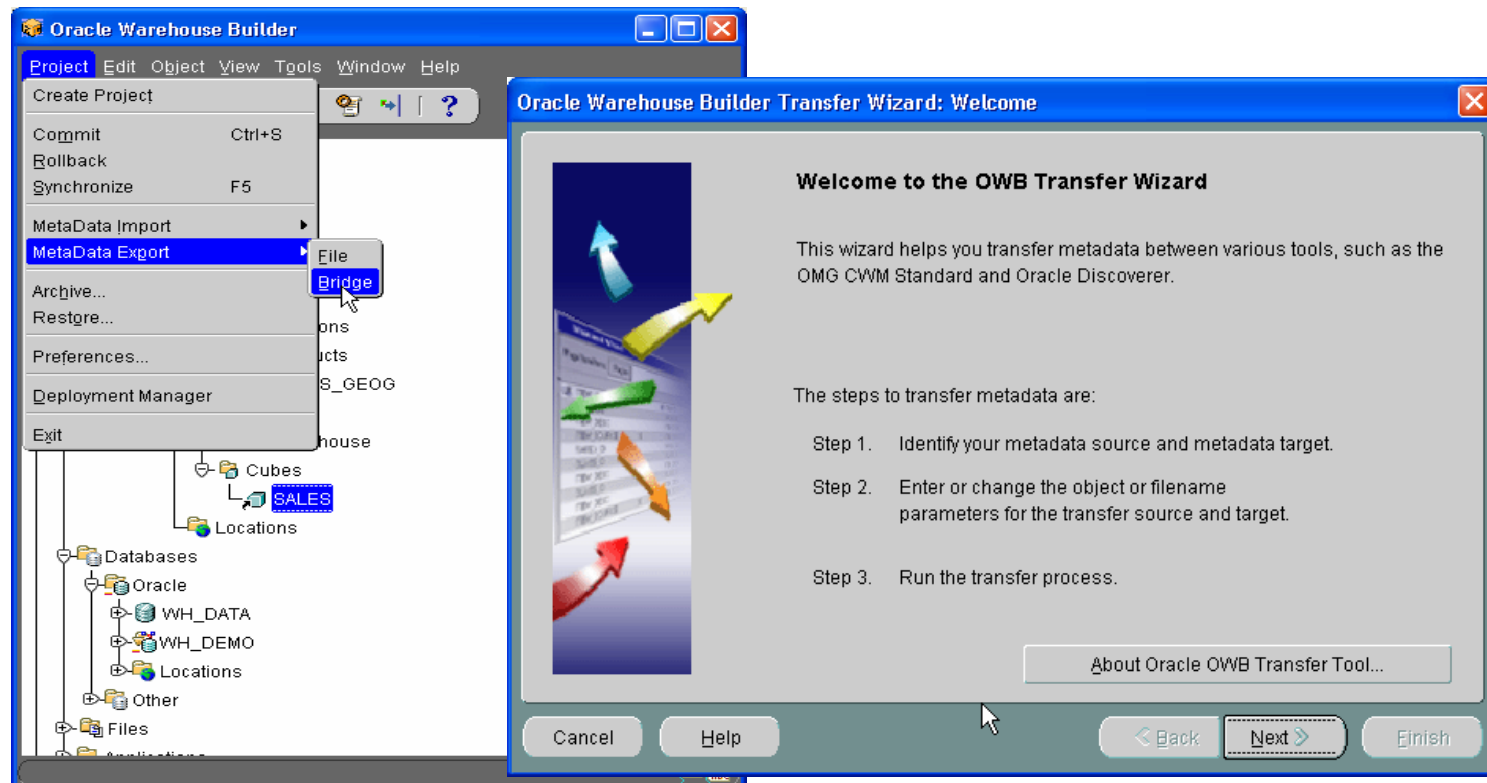 Oracle Warehouse Builder
Project Edit Object View Tools Window Help
Create Project
Commit Ctrl+S
Rollback
Synchronize F5
MetaData Import
MetaData Export
File
Bridge
Archive...
Restore...
Preferences...
Deployment Manager
Exit
ons
ucts
S_GEOG
house
Cubes
SALES
Locations
Databases
Oracle
WH_DATA
WH_DEMO
Locations
Other
Files
Oracle Warehouse Builder Transfer Wizard: Welcome
Welcome to the OWB Transfer Wizard
This wizard helps you transfer metadata between various tools, such as the
OMG CWM Standard and Oracle Discoverer.
The steps to transfer metadata are:
Step 1. Identify your metadata source and metadata target.
Step 2. Enter or change the object or filename
parameters for the transfer source and target.
Step 3. Run the transfer process.
About Oracle OWB Transfer Tool...
Cancel Help Back Next Finish